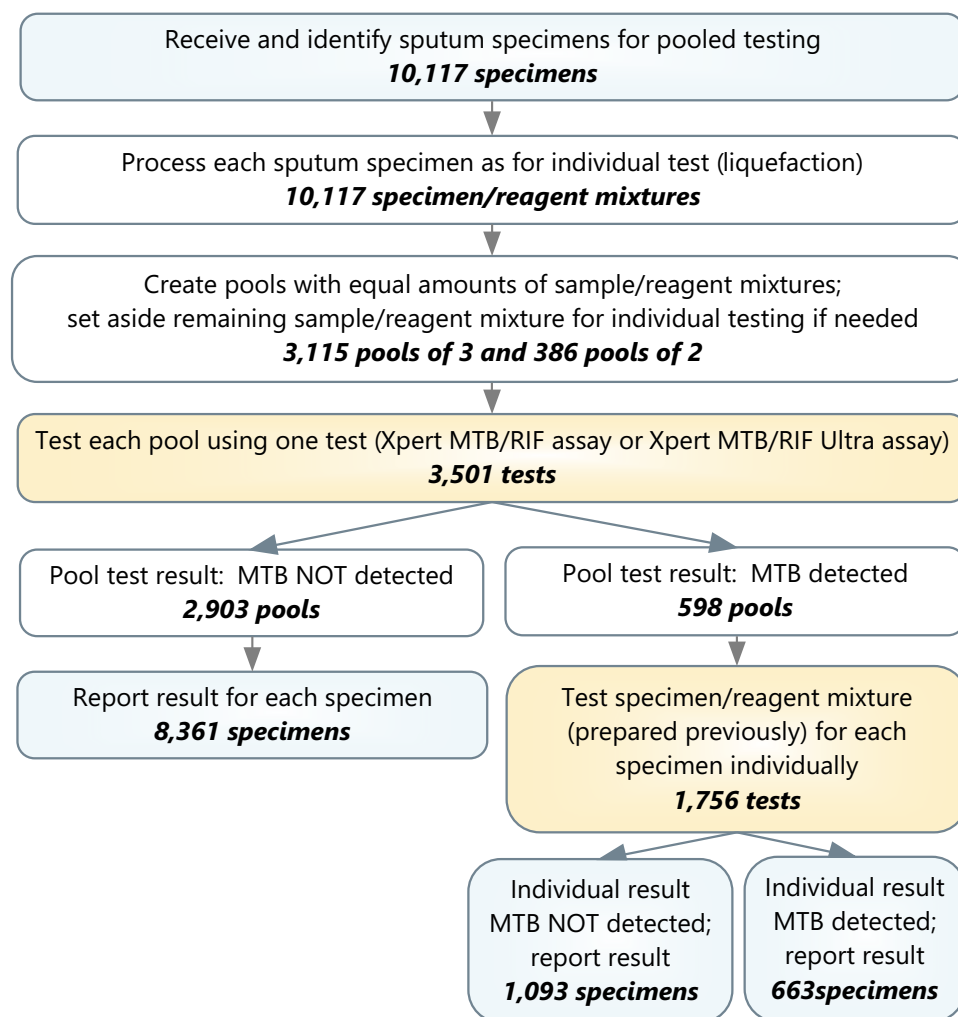 Receive and identify sputum specimens for pooled testing
10,117 specimens
Process each sputum specimen as for individual test (liquefaction)
10,117 specimen/reagent mixtures
Create pools with equal amounts of sample/reagent mixtures;
set aside remaining sample/reagent mixture for individual testing if needed
3,115 pools of 3 and 386 pools of 2
Test each pool using one test (Xpert MTB/RIF assay or Xpert MTB/RIF Ultra assay)
3,501 tests
Pool test result:  MTB NOT detected
2,903 pools
Pool test result:  MTB detected
598 pools
Report result for each specimen
8,361 specimens
Test specimen/reagent mixture
(prepared previously) for each
specimen individually
1,756 tests
Individual result
MTB NOT detected;
report result
1,093 specimens
Individual result
MTB detected;
report result
663specimens